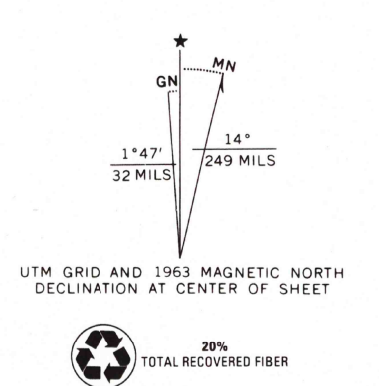 ★
MN
GN
1°47'
32 MILS
14°
249 MILS
UTM GRID AND 1963 MAGNETIC NORTH
DECLINATION AT CENTER OF SHEET
20%
TOTAL RECOVERED FIBER